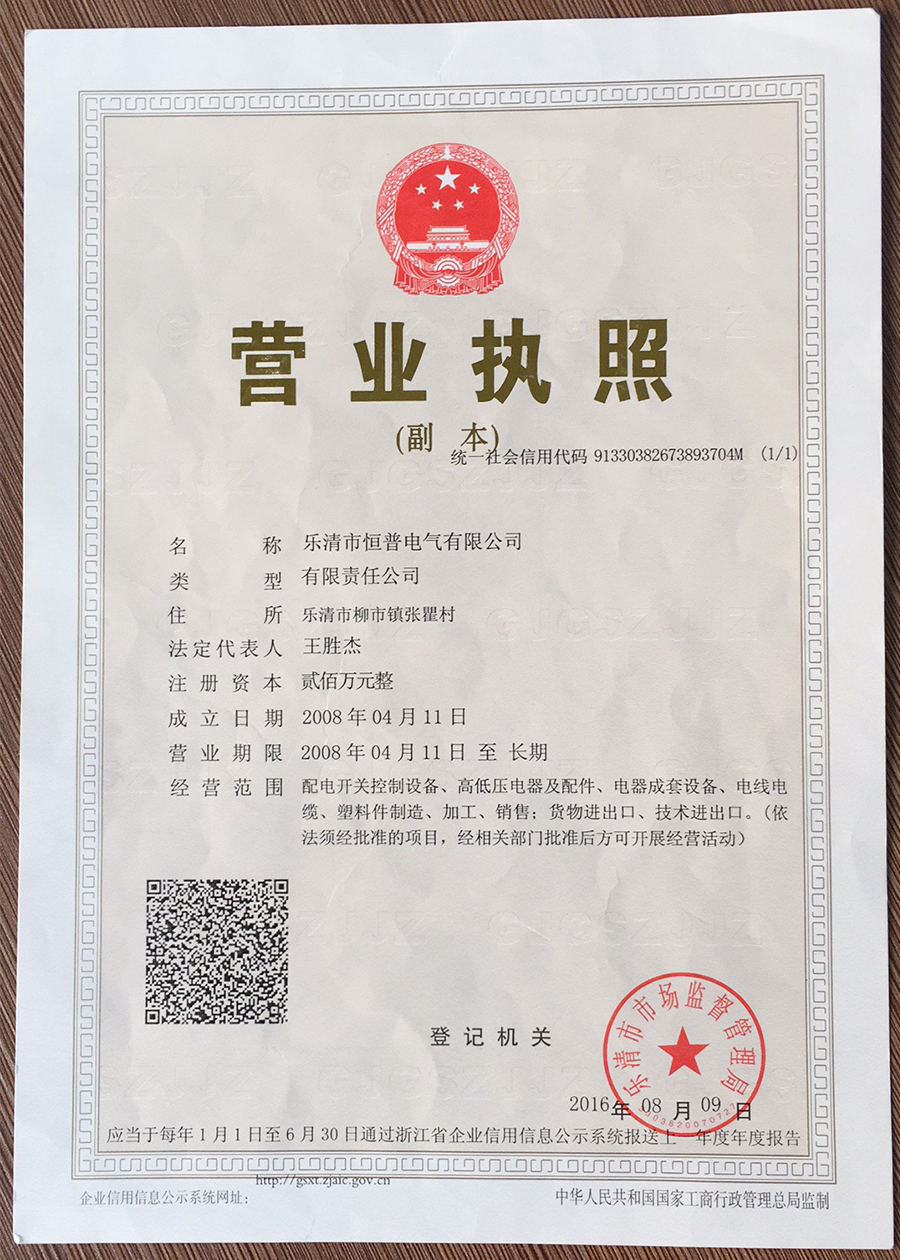 营业执照
(副 本)
统一社会信用代码 91330382673893704M (1/1)
名称 乐清市恒普电气有限公司
类型 有限责任公司
住所 乐清市柳市镇张瞿村
法定代表人 王胜杰
注册资本 贰佰万元整
成立日期 2008年04月11日
营业期限 2008年04月11日 至 长期
经营范围 配电开关控制设备、高低压电器及配件、电器成套设备、电线电
缆、塑料件制造、加工、销售；货物进出口、技术进出口。(依
法须经批准的项目，经相关部门批准后方可开展经营活动)
登记机关
乐清市市场监督管理局
2016年 08 月 09 日
应当于每年1月1日至6月30日通过浙江省企业信用信息公示系统报送上一年度年度报告
http://gsxt.zjaic.gov.cn
企业信用信息公示系统网址：
中华人民共和国国家工商行政管理总局监制